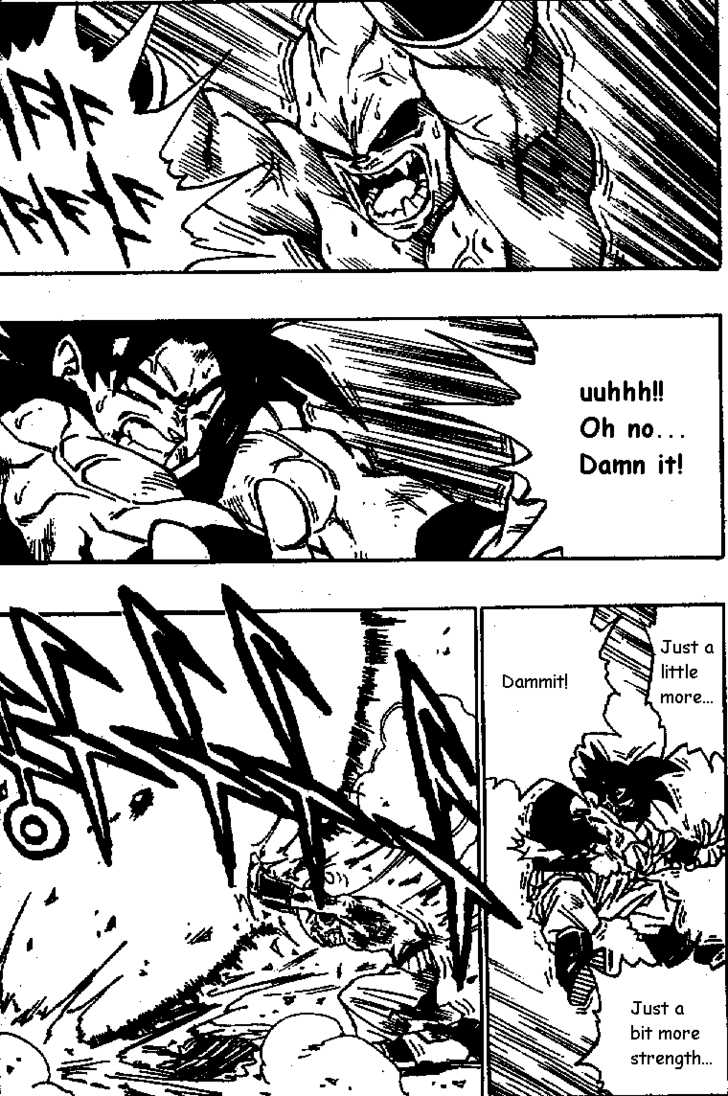 uuhhh!!
Oh no...
Damn it!
Just a
little
more...
Dammit!
Just a
bit more
strength...